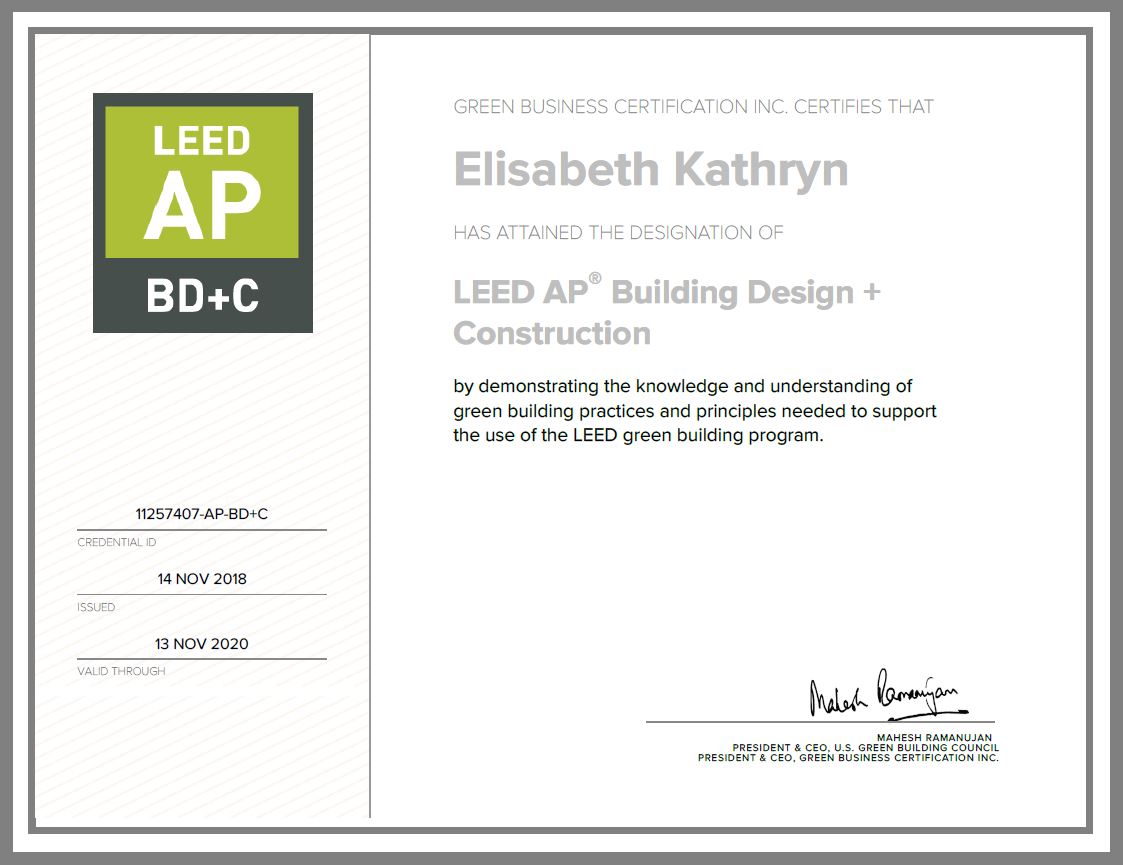 LEED
AP
BD+C
11257407-AP-BD+C
CREDENTIAL ID
14 NOV 2018
ISSUED
13 NOV 2020
VALID THROUGH
GREEN BUSINESS CERTIFICATION INC. CERTIFIES THAT
Elisabeth Kathryn
HAS ATTAINED THE DESIGNATION OF
LEED AP® Building Design +
Construction
by demonstrating the knowledge and understanding of
green building practices and principles needed to support
the use of the LEED green building program.
Mahesh Ramanujan
MAHESH RAMANUJAN
PRESIDENT & CEO, U.S. GREEN BUILDING COUNCIL
PRESIDENT & CEO, GREEN BUSINESS CERTIFICATION INC.